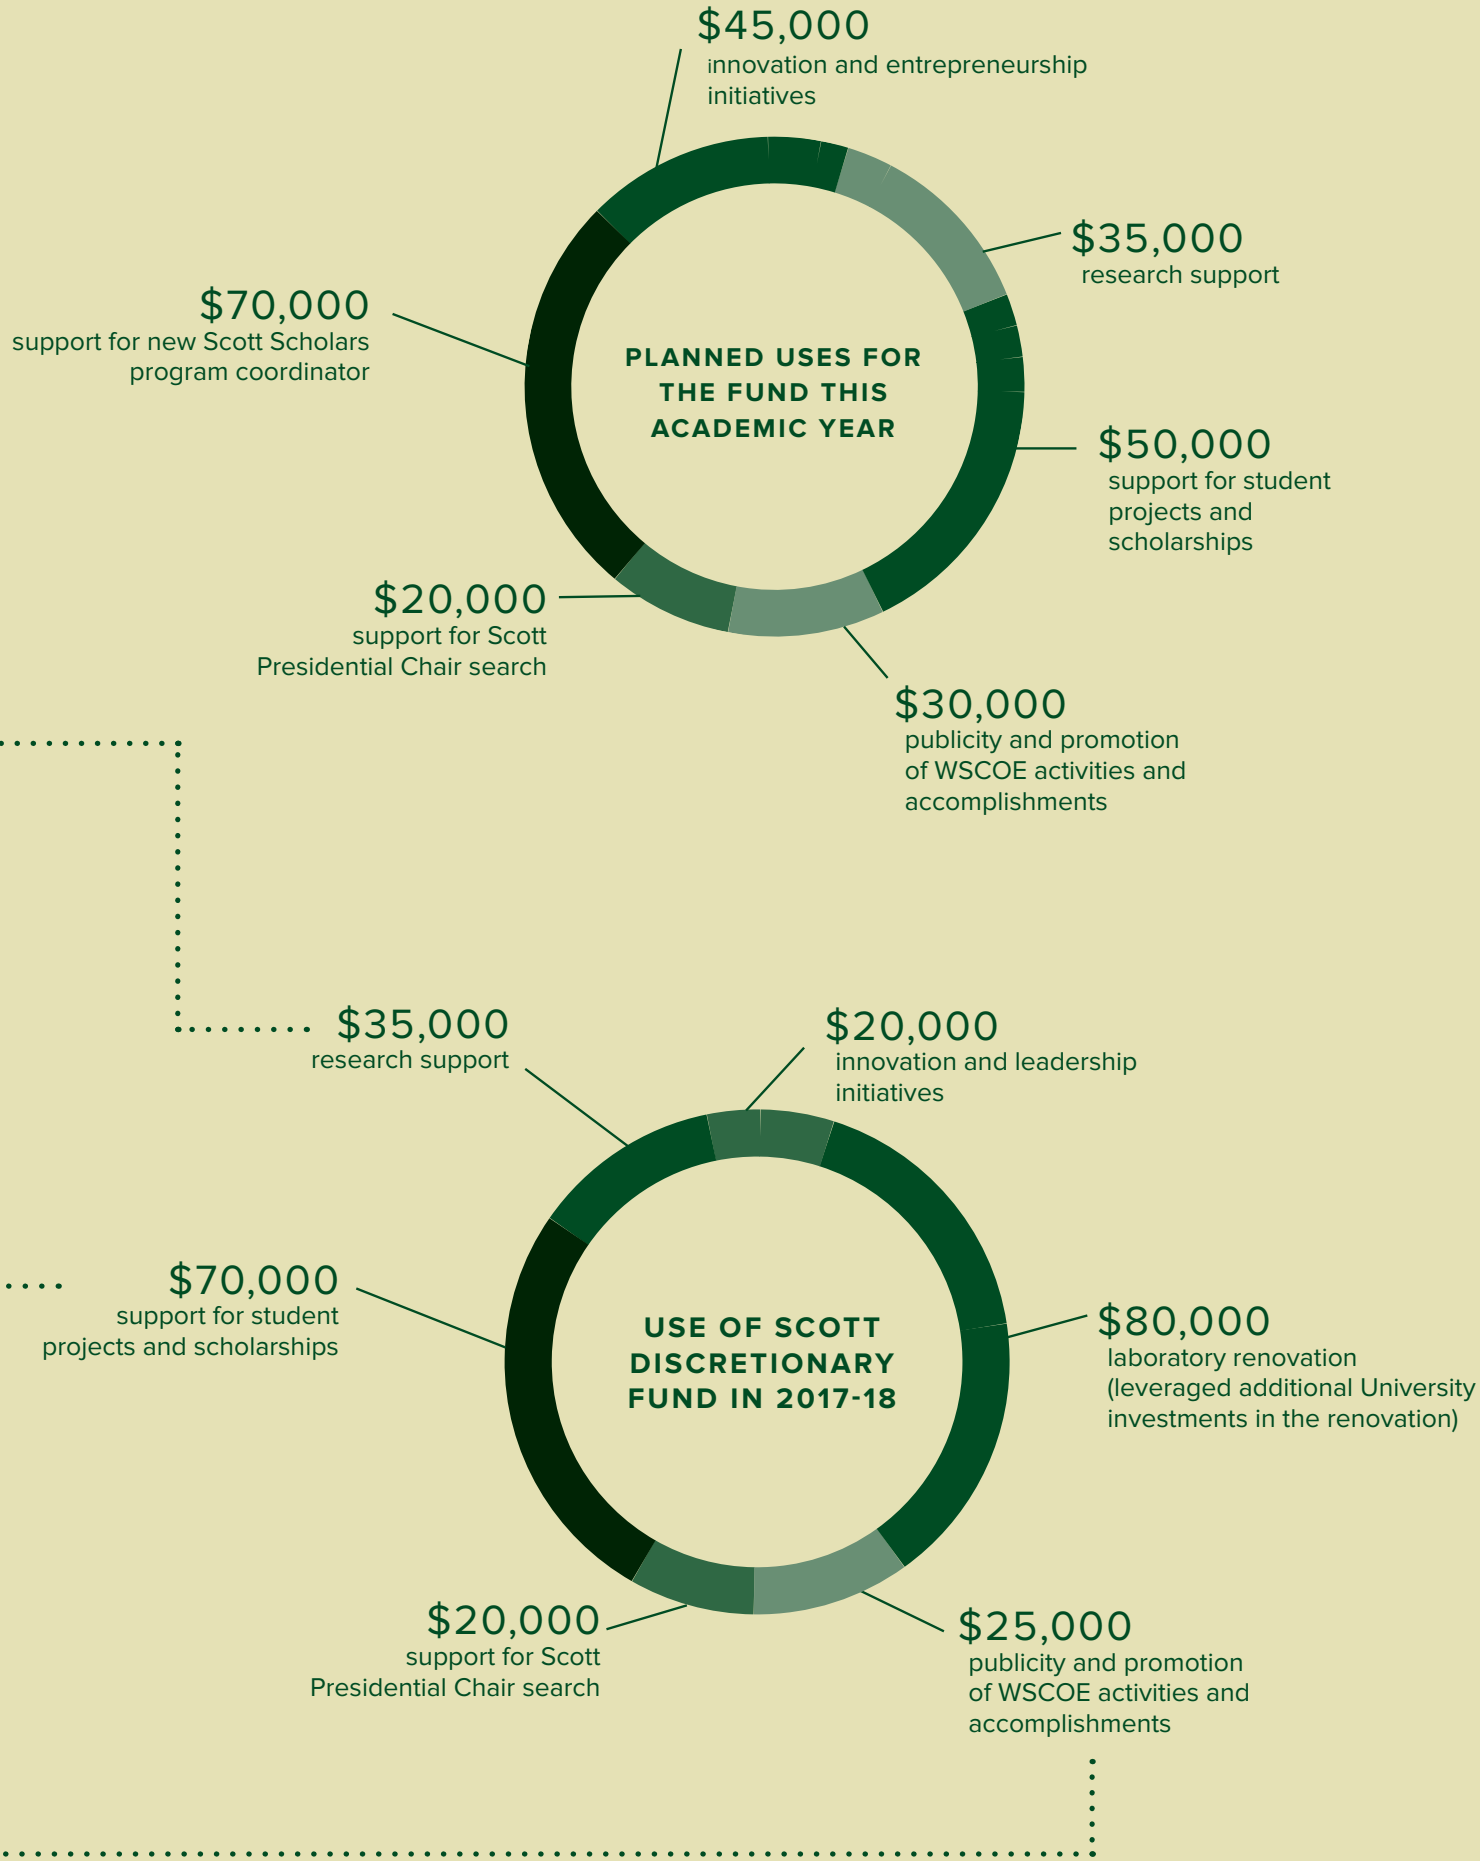 $45,000
innovation and entrepreneurship
initiatives
$35,000
research support
$70,000
support for new Scott Scholars
program coordinator
PLANNED USES FOR
THE FUND THIS
ACADEMIC YEAR
$50,000
support for student
projects and
scholarships
$20,000
support for Scott
Presidential Chair search
$30,000
publicity and promotion
of WSCOE activities and
accomplishments
$35,000
research support
$20,000
innovation and leadership
initiatives
$70,000
support for student
projects and scholarships
USE OF SCOTT
DISCRETIONARY
FUND IN 2017-18
$80,000
laboratory renovation
(leveraged additional University
investments in the renovation)
$20,000
support for Scott
Presidential Chair search
$25,000
publicity and promotion
of WSCOE activities and
accomplishments